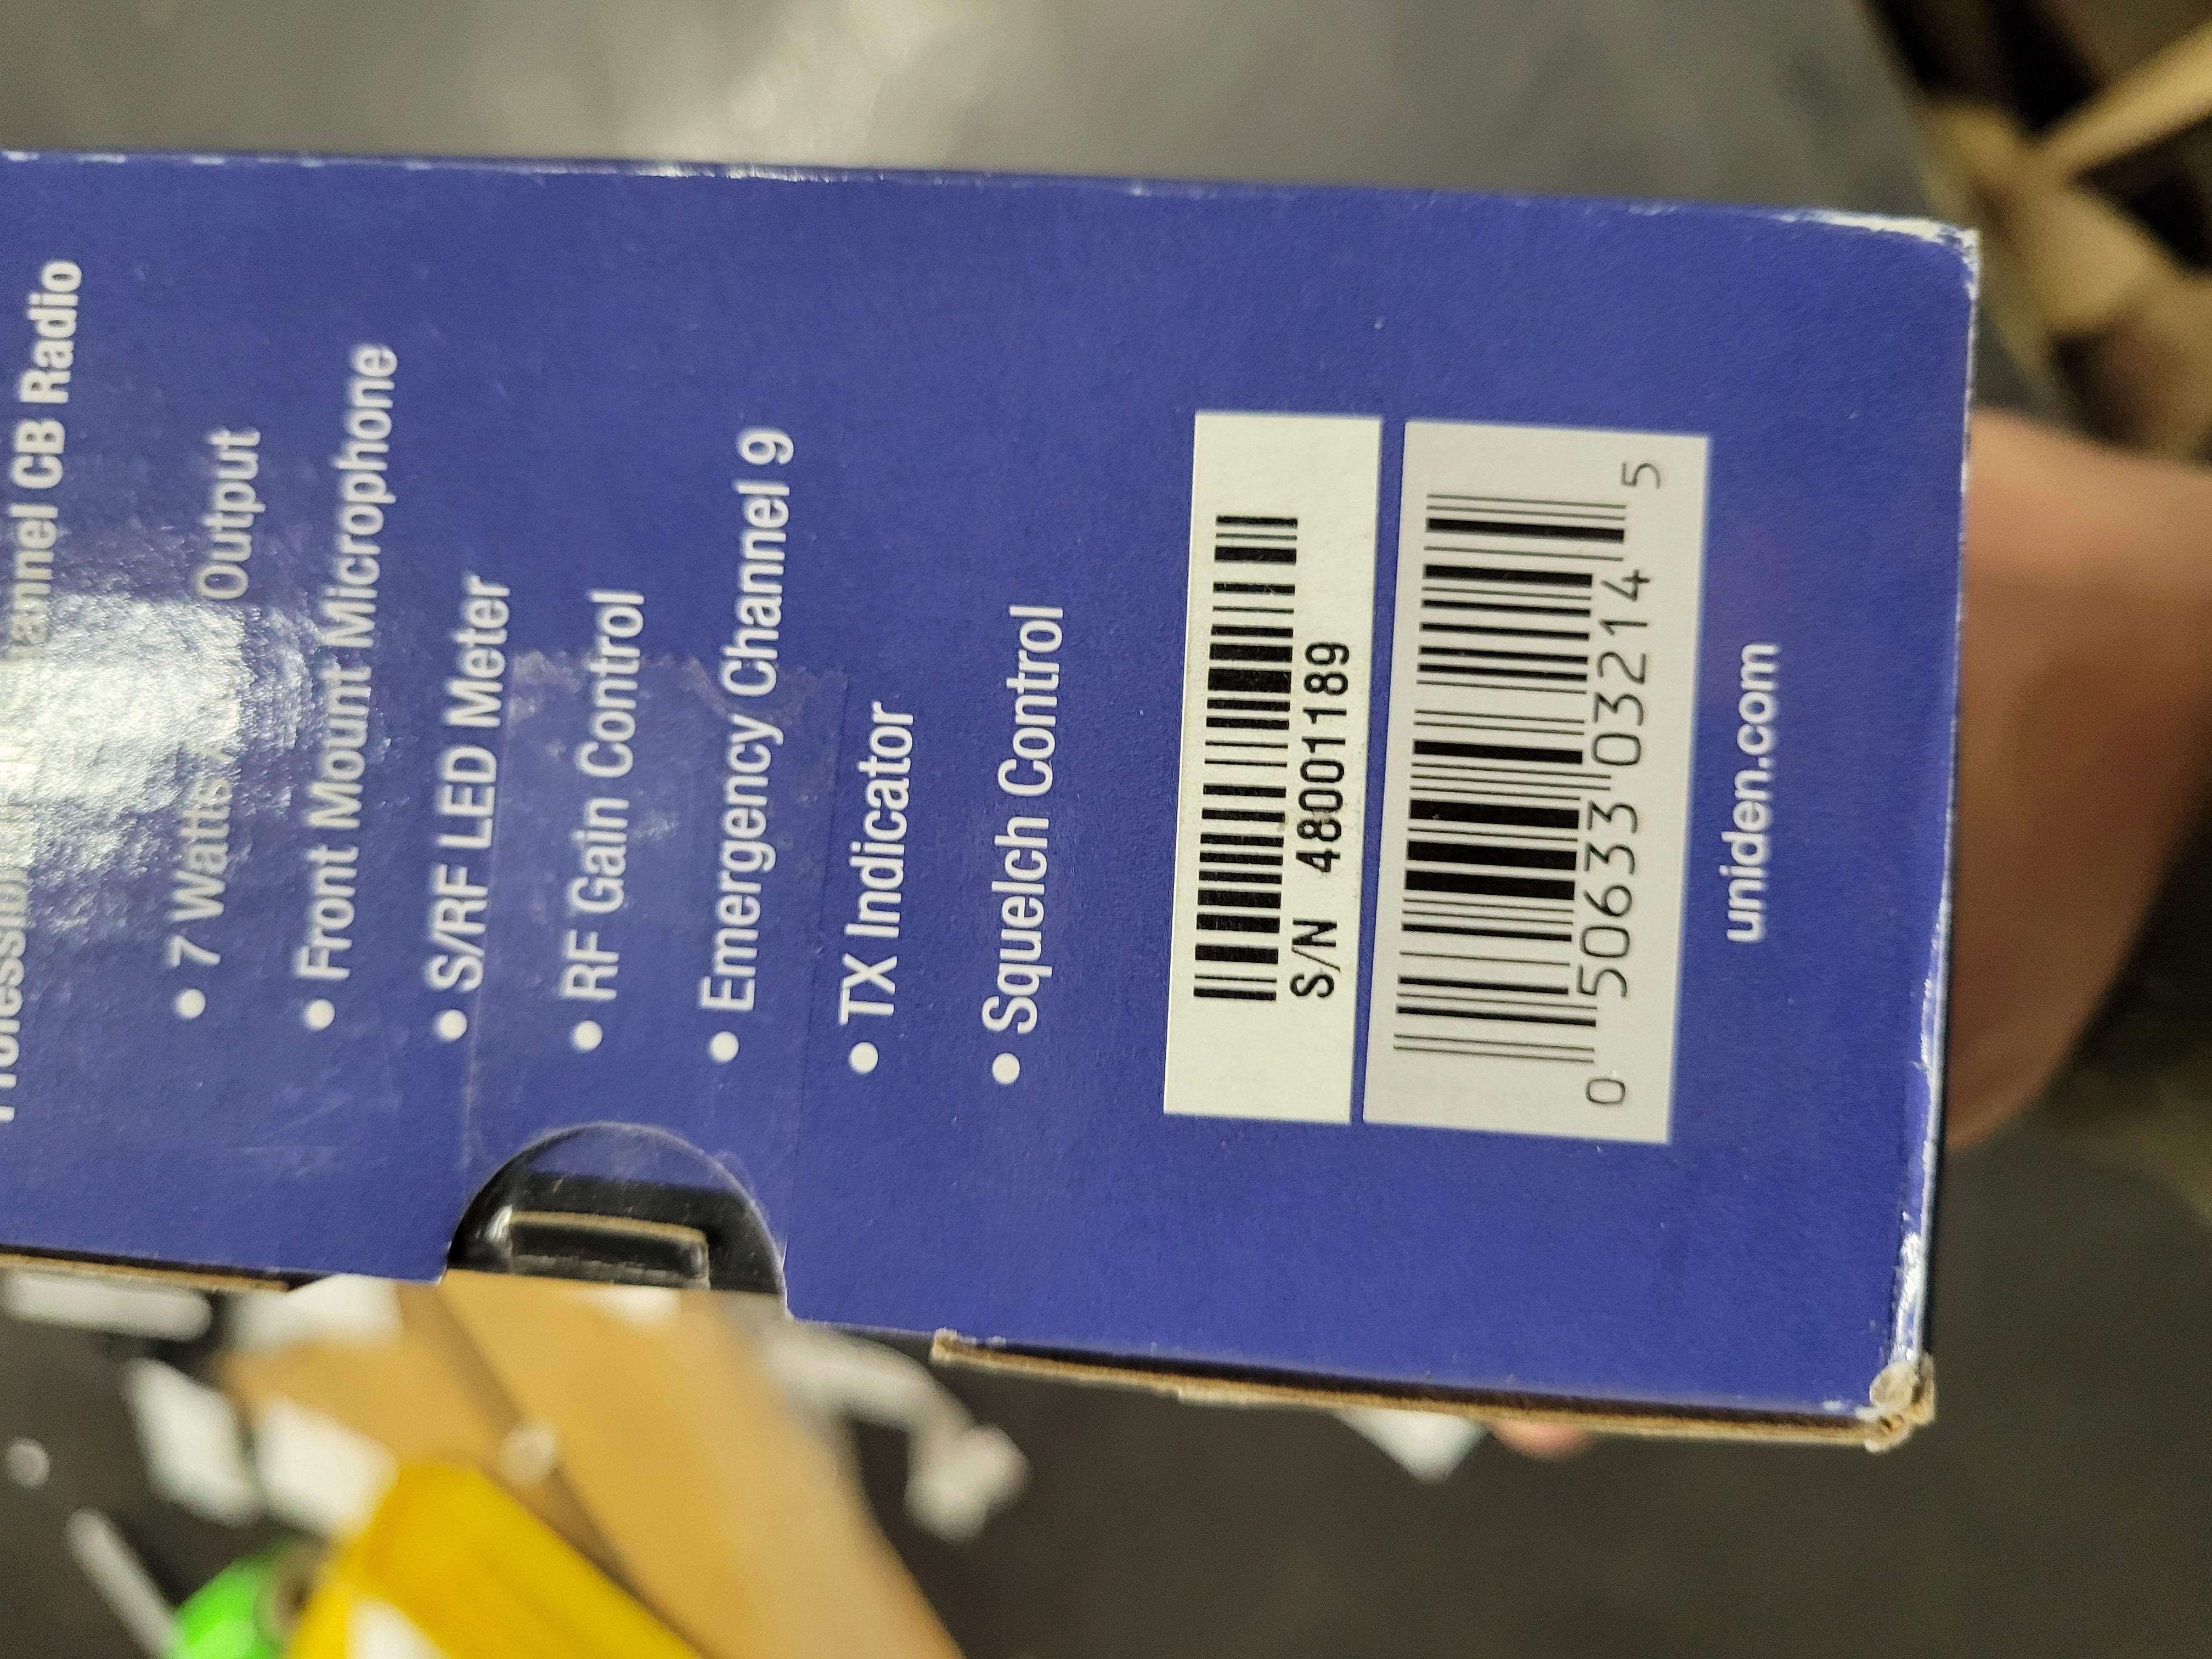 Professional
annel CB Radio
• 7 Watts
Output
• Front Mount Microphone
• S/RF LED Meter
• RF Gain Control
• Emergency Channel 9
• TX Indicator
• Squelch Control
S/N 48001189
0 50633 03214 5
uniden.com